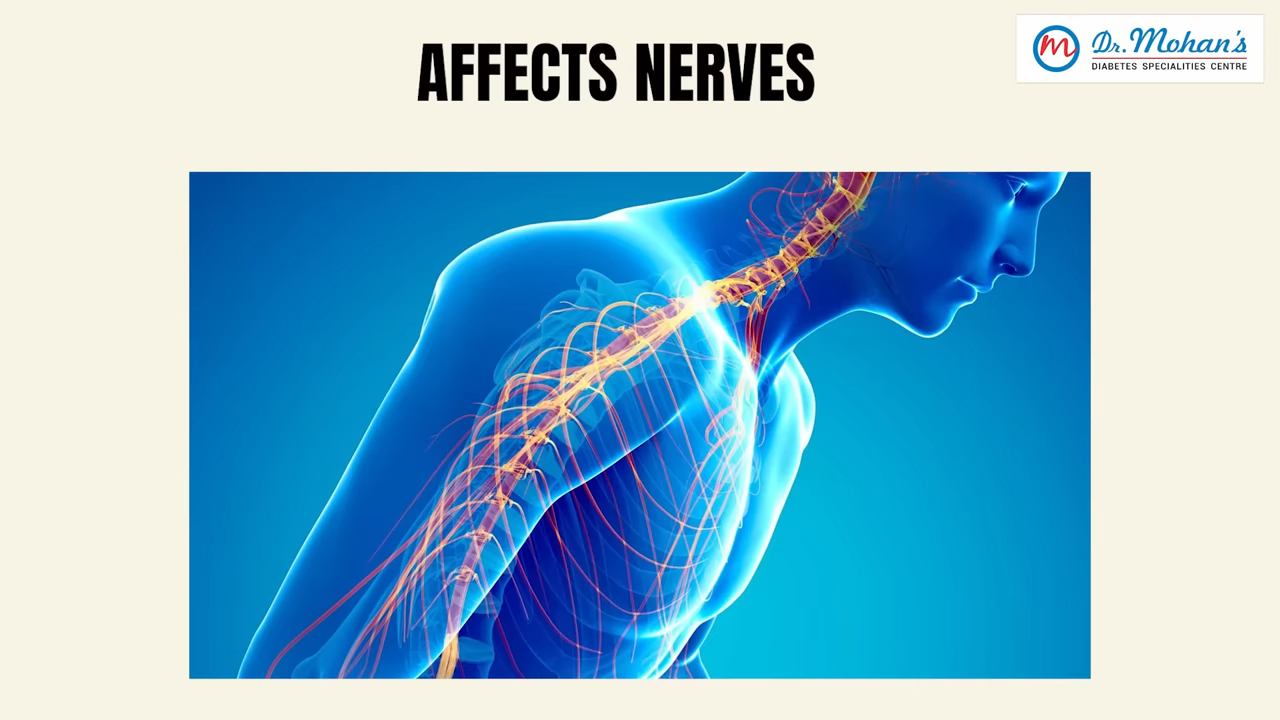 AFFECTS NERVES
m Dr. Mohan's
DIABETES SPECIALITIES CENTRE